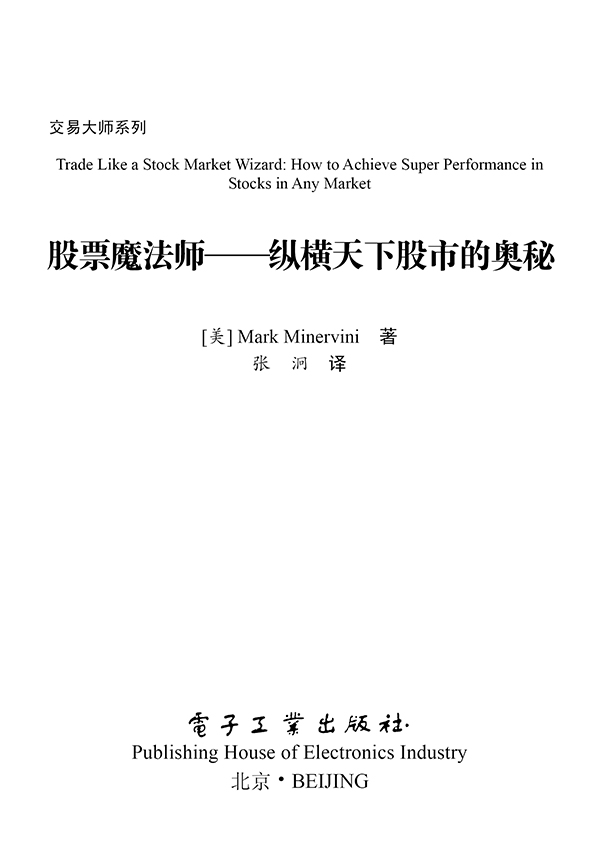 交易大师系列
Trade Like a Stock Market Wizard: How to Achieve Super Performance in
Stocks in Any Market
股票魔法师——纵横天下股市的奥秘
[美] Mark Minervini 著
张 泂 译
電子工業出版社·
Publishing House of Electronics Industry
北京·BEIJING